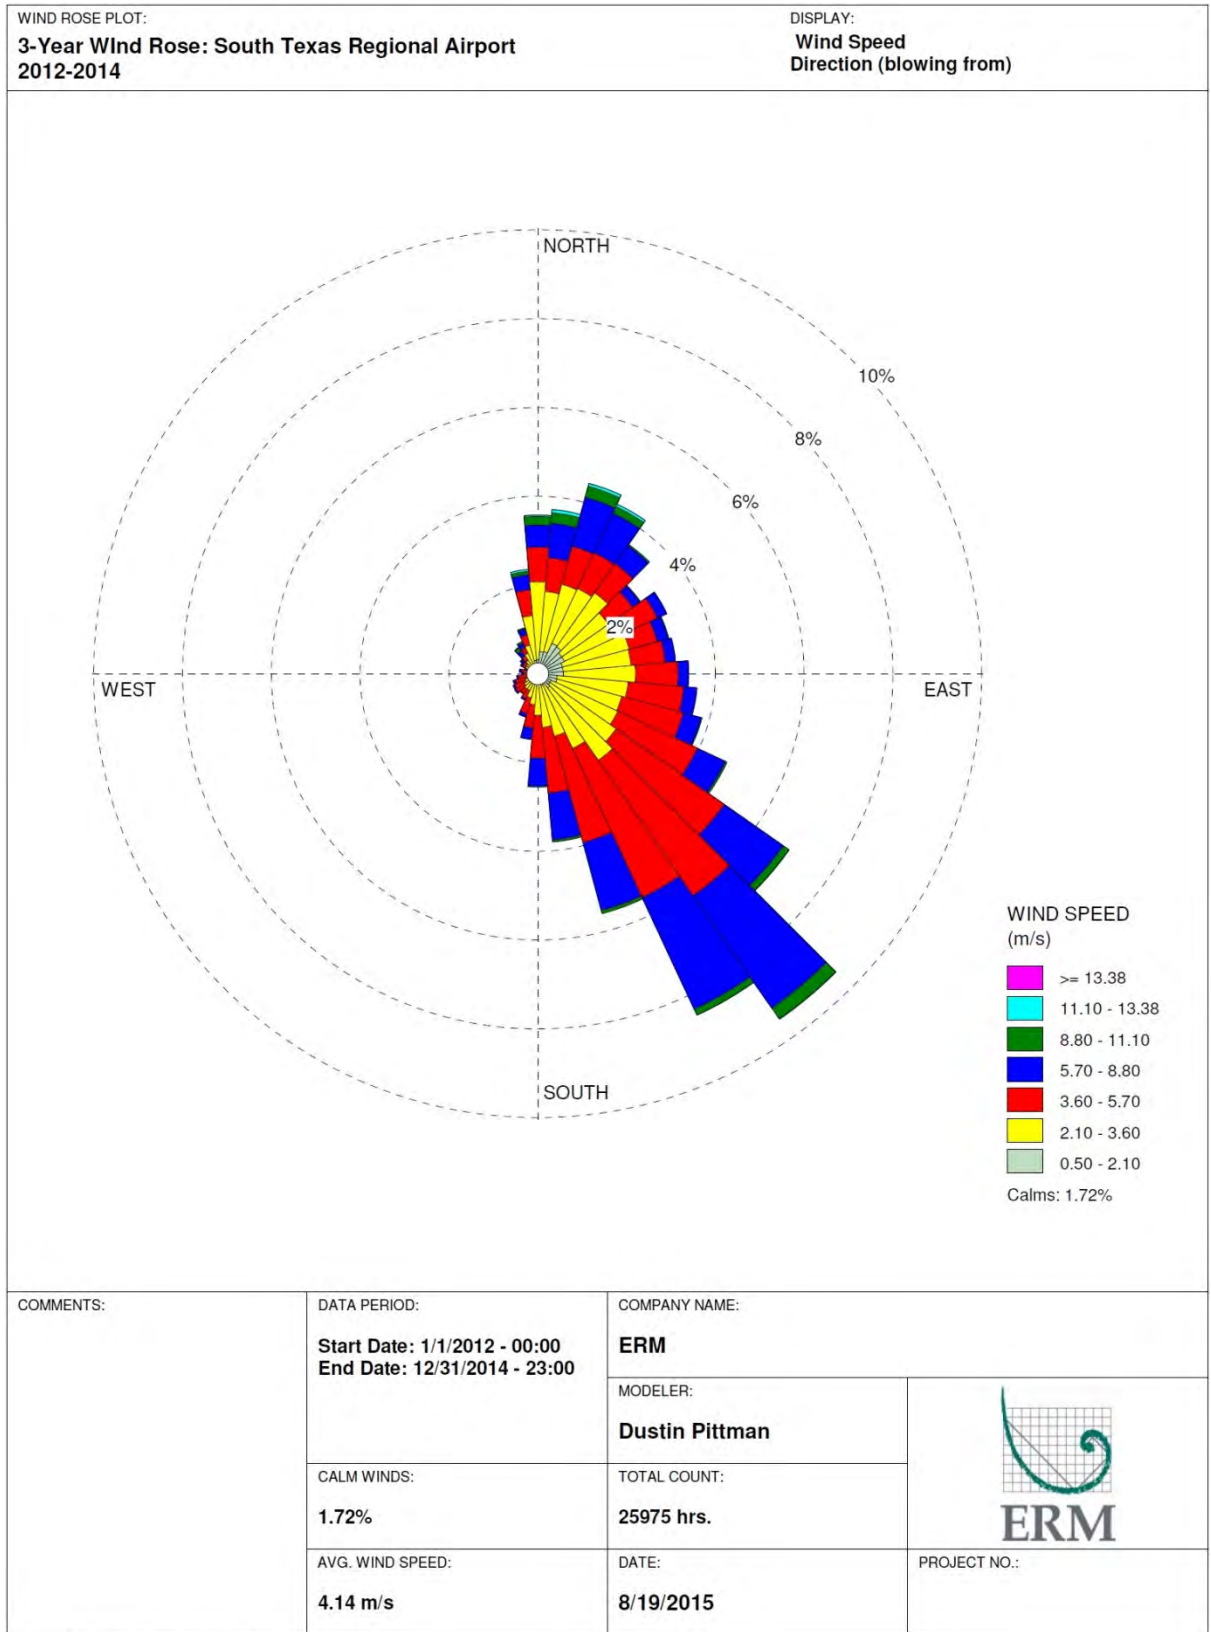 WIND ROSE PLOT:
3-Year WInd Rose: South Texas Regional Airport
2012-2014
DISPLAY:
Wind Speed
Direction (blowing from)
NORTH
10%
8%
6%
4%
2%
WEST
EAST
SOUTH
WIND SPEED
(m/s)
>= 13.38
11.10 - 13.38
8.80 - 11.10
5.70 - 8.80
3.60 - 5.70
2.10 - 3.60
0.50 - 2.10
Calms: 1.72%
COMMENTS:
DATA PERIOD:
Start Date: 1/1/2012 - 00:00
End Date: 12/31/2014 - 23:00
COMPANY NAME:
ERM
MODELER:
Dustin Pittman
CALM WINDS:
1.72%
TOTAL COUNT:
25975 hrs.
ERM
AVG. WIND SPEED:
4.14 m/s
DATE:
8/19/2015
PROJECT NO.: